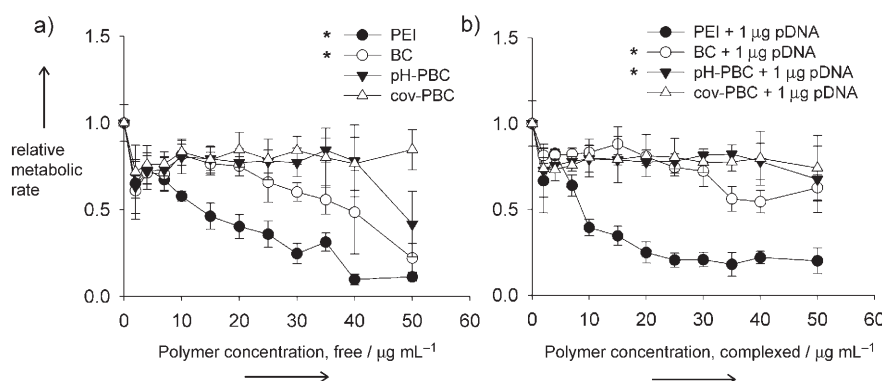 a)
* PEI
* BC
pH-PBC
cov-PBC
1.5
1.0
0.5
0.0
relative
metabolic
rate
0 10 20 30 40 50 60
Polymer concentration, free / µg mL⁻¹
b)
PEI + 1 µg pDNA
* BC + 1 µg pDNA
* pH-PBC + 1 µg pDNA
cov-PBC + 1 µg pDNA
1.5
1.0
0.5
0.0
0 10 20 30 40 50 60
Polymer concentration, complexed / µg mL⁻¹